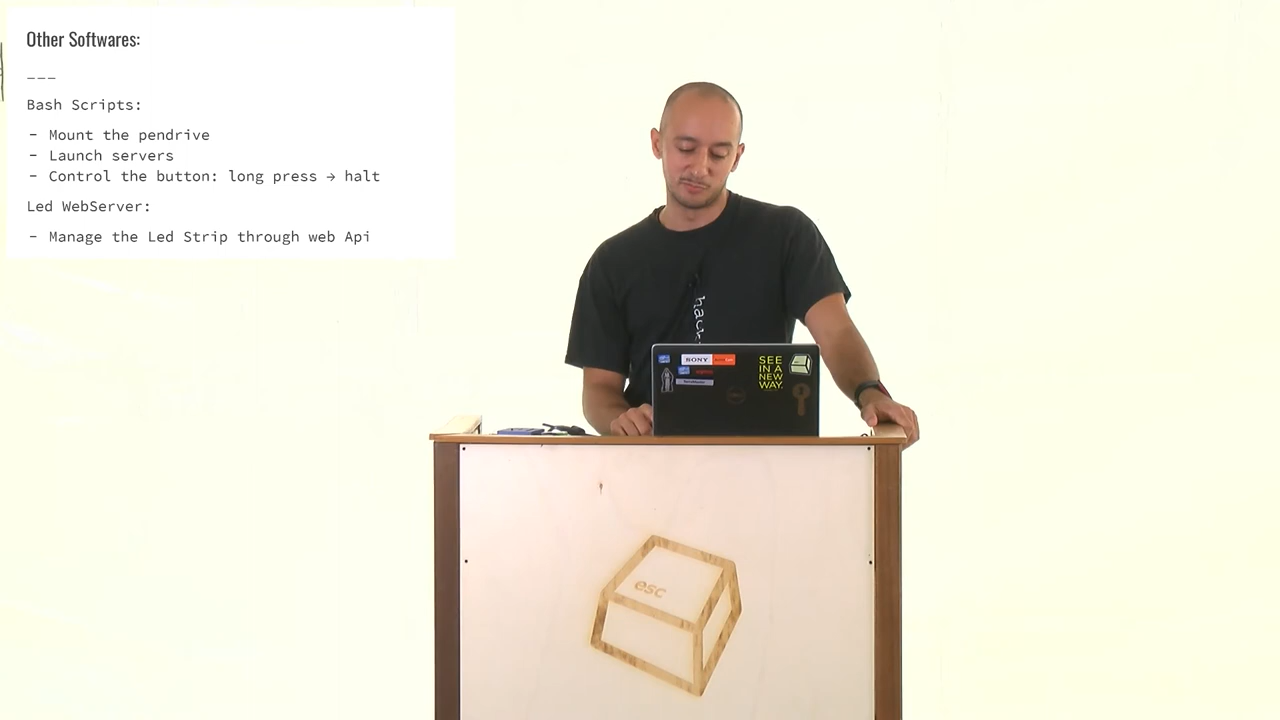 Other Softwares:
---
Bash Scripts:
- Mount the pendrive
- Launch servers
- Control the button: long press → halt
Led WebServer:
- Manage the Led Strip through web Api
hack
SONY
SEE
IN A
NEW
WAY.
esc